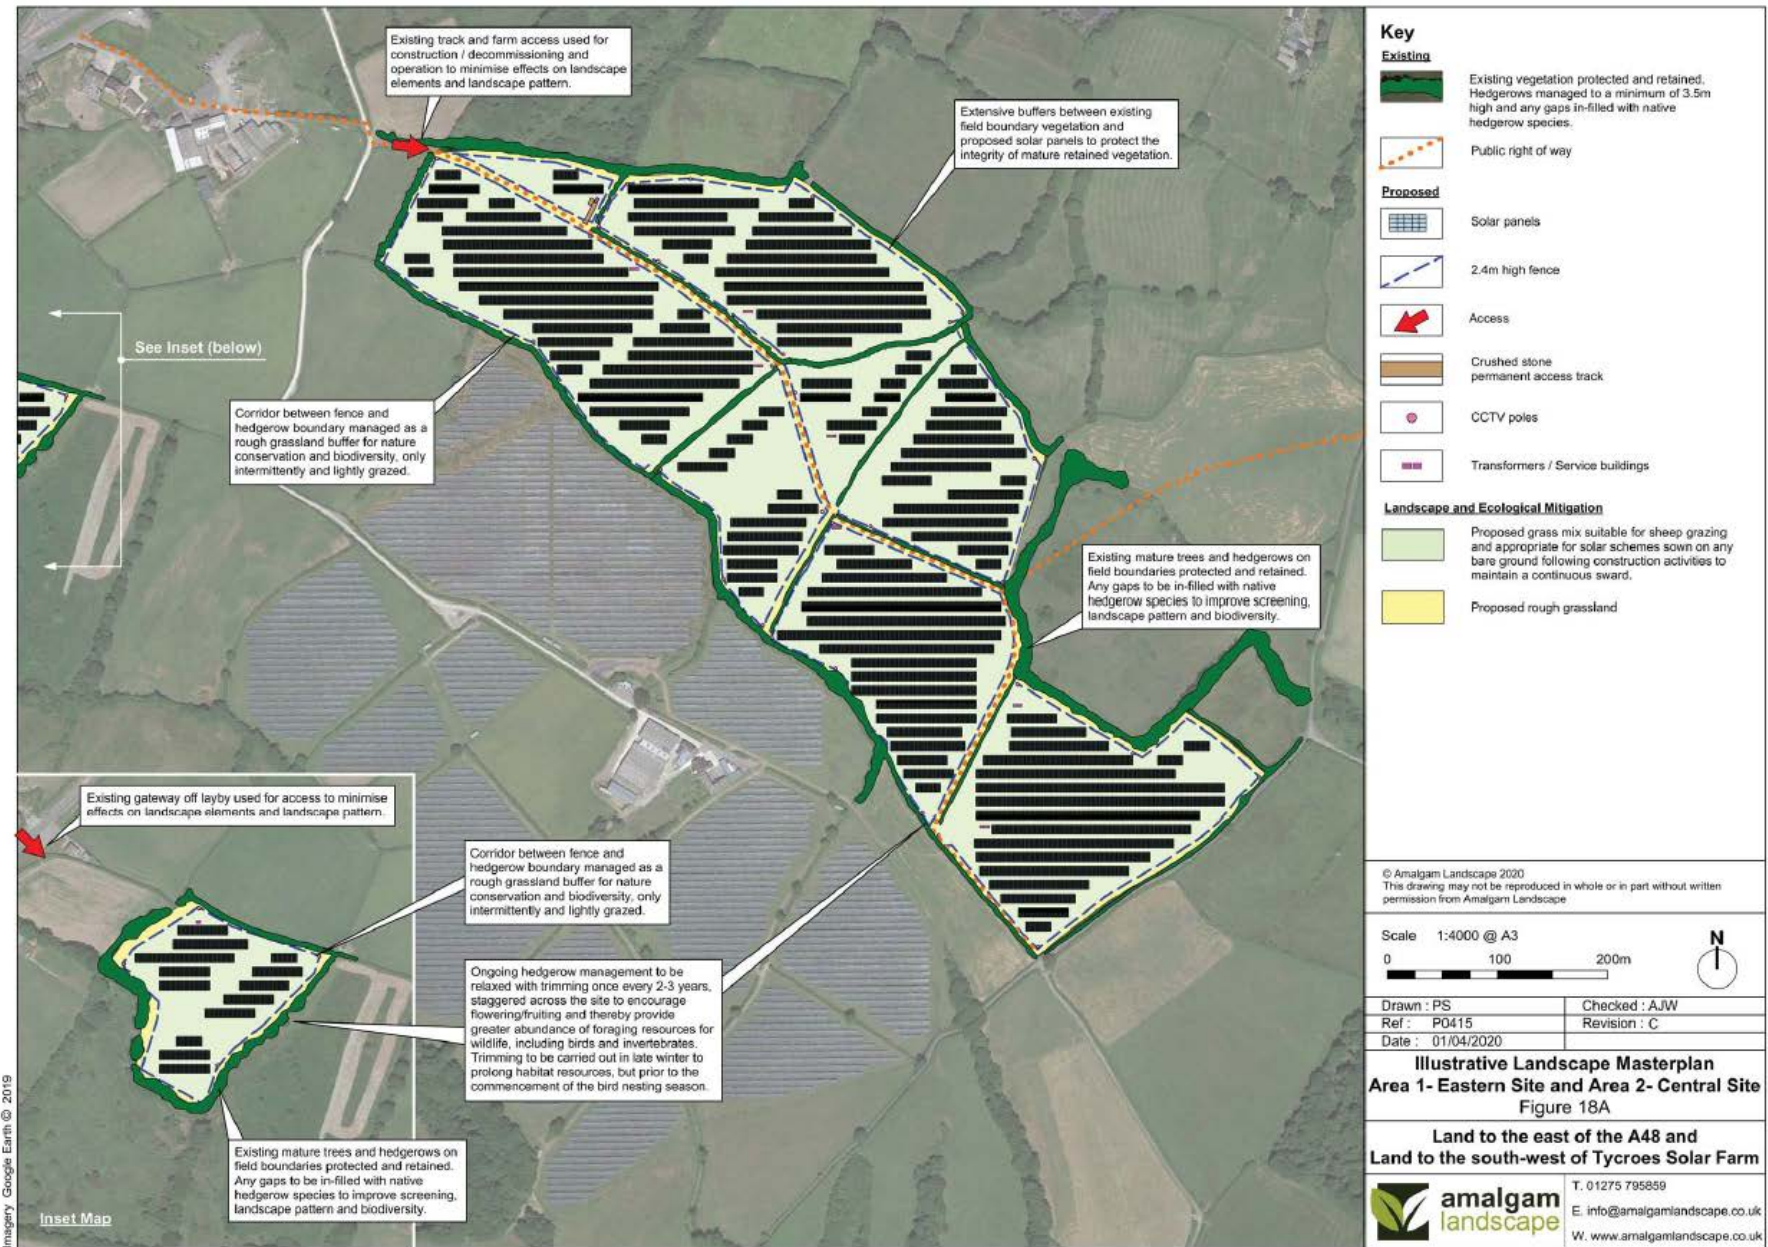 Existing track and farm access used for
construction / decommissioning and
operation to minimise effects on landscape
elements and landscape pattern.
Extensive buffers between existing
field boundary vegetation and
proposed solar panels to protect the
integrity of mature retained vegetation.
See Inset (below)
Corridor between fence and
hedgerow boundary managed as a
rough grassland buffer for nature
conservation and biodiversity, only
intermittently and lightly grazed.
Existing mature trees and hedgerows on
field boundaries protected and retained.
Any gaps to be in-filled with native
hedgerow species to improve screening,
landscape pattern and biodiversity.
Existing gateway off layby used for access to minimise
effects on landscape elements and landscape pattern.
Corridor between fence and
hedgerow boundary managed as a
rough grassland buffer for nature
conservation and biodiversity, only
intermittently and lightly grazed.
Ongoing hedgerow management to be
relaxed with trimming once every 2-3 years,
staggered across the site to encourage
flowering/fruiting and thereby provide
greater abundance of foraging resources for
wildlife, including birds and invertebrates.
Trimming to be carried out in late winter to
prolong habitat resources, but prior to the
commencement of the bird nesting season.
Existing mature trees and hedgerows on
field boundaries protected and retained.
Any gaps to be in-filled with native
hedgerow species to improve screening,
landscape pattern and biodiversity.
Inset Map
Imagery Google Earth © 2019
Key
Existing
Existing vegetation protected and retained.
Hedgerows managed to a minimum of 3.5m
high and any gaps in-filled with native
hedgerow species.
Public right of way
Proposed
Solar panels
2.4m high fence
Access
Crushed stone
permanent access track
CCTV poles
Transformers / Service buildings
Landscape and Ecological Mitigation
Proposed grass mix suitable for sheep grazing
and appropriate for solar schemes sown on any
bare ground following construction activities to
maintain a continuous sward.
Proposed rough grassland
© Amalgam Landscape 2020
This drawing may not be reproduced in whole or in part without written
permission from Amalgam Landscape
Scale 1:4000 @ A3
N
0 100 200m
Drawn : PS Checked : AJW
Ref : P0415 Revision : C
Date : 01/04/2020
Illustrative Landscape Masterplan
Area 1- Eastern Site and Area 2- Central Site
Figure 18A
Land to the east of the A48 and
Land to the south-west of Tycroes Solar Farm
amalgam
landscape
T. 01275 795859
E. info@amalgamlandscape.co.uk
W. www.amalgamlandscape.co.uk